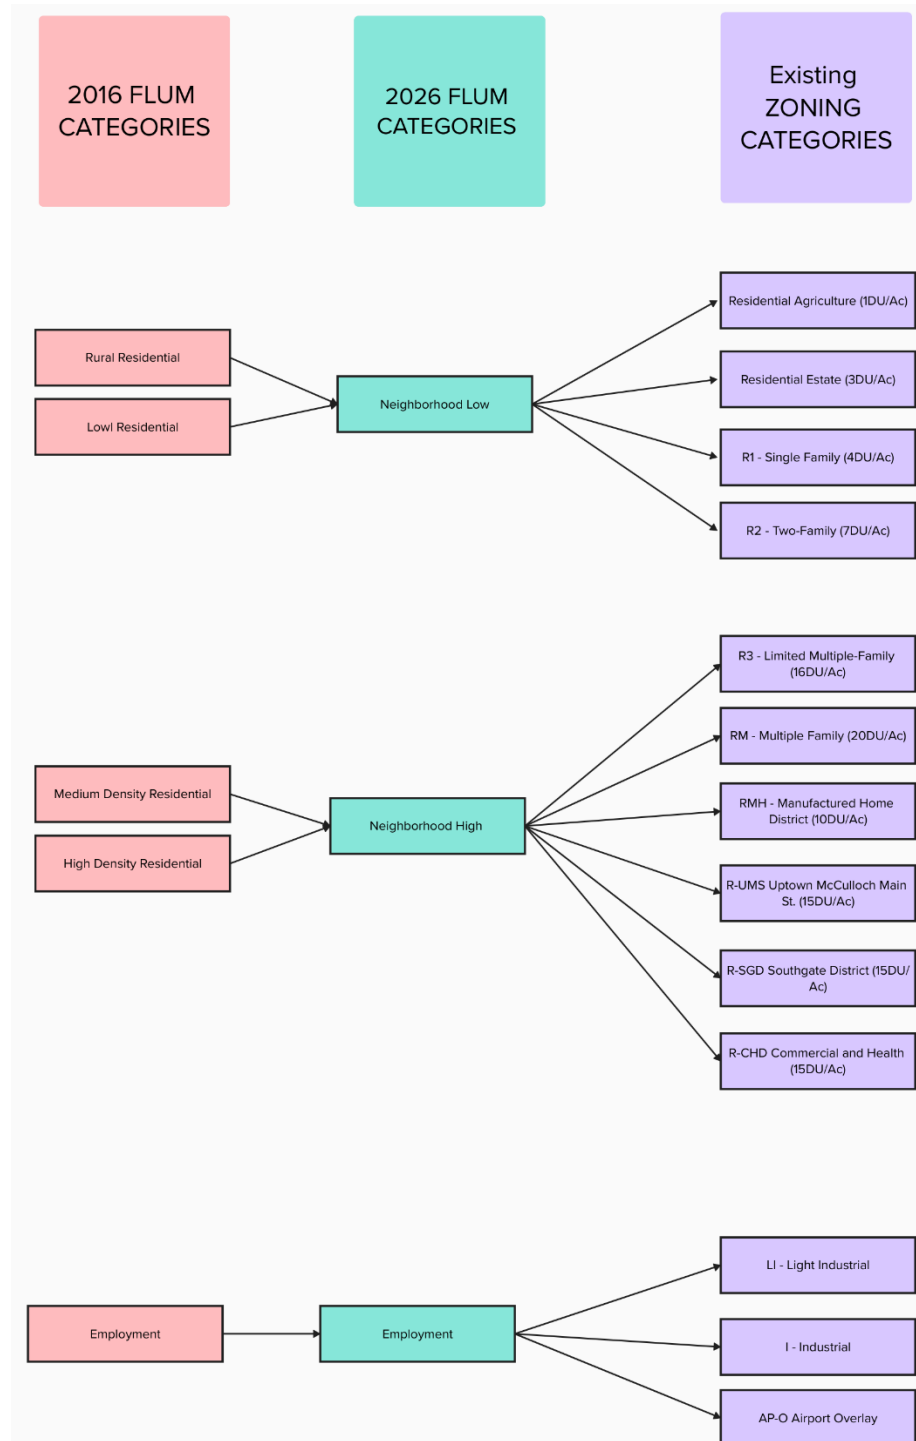 2016 FLUM
CATEGORIES
2026 FLUM
CATEGORIES
Existing
ZONING
CATEGORIES
Rural Residential
Lowl Residential
Neighborhood Low
Residential Agriculture (1DU/Ac)
Residential Estate (3DU/Ac)
R1 - Single Family (4DU/Ac)
R2 - Two-Family (7DU/Ac)
Medium Density Residential
High Density Residential
Neighborhood High
R3 - Limited Multiple-Family
(16DU/Ac)
RM - Multiple Family (20DU/Ac)
RMH - Manufactured Home
District (10DU/Ac)
R-UMS Uptown McCulloch Main
St. (15DU/Ac)
R-SGD Southgate District (15DU/
Ac)
R-CHD Commercial and Health
(15DU/Ac)
Employment
Employment
LI - Light Industrial
I - Industrial
AP-O Airport Overlay